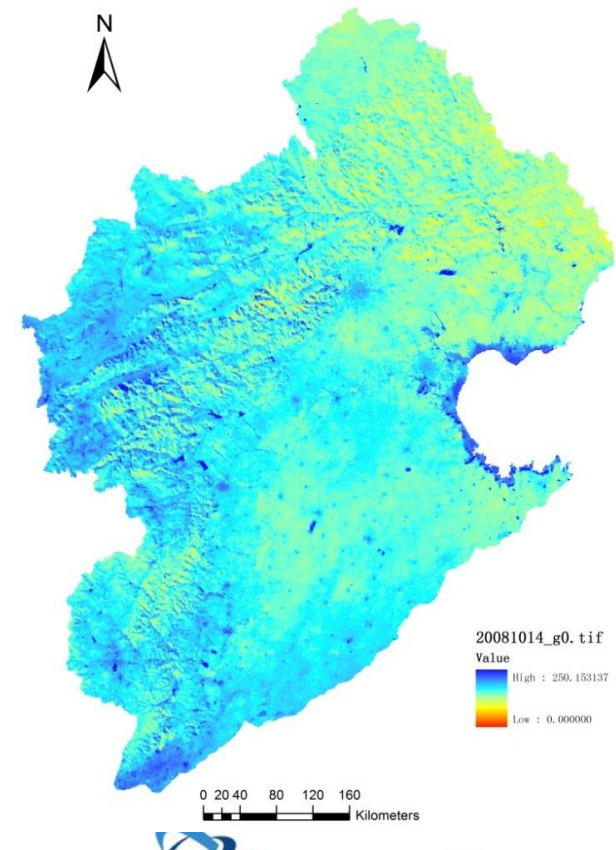 N
20081014_g0.tif
Value
High : 250.153137
Low : 0.000000
0 20 40 80 120 160
Kilometers